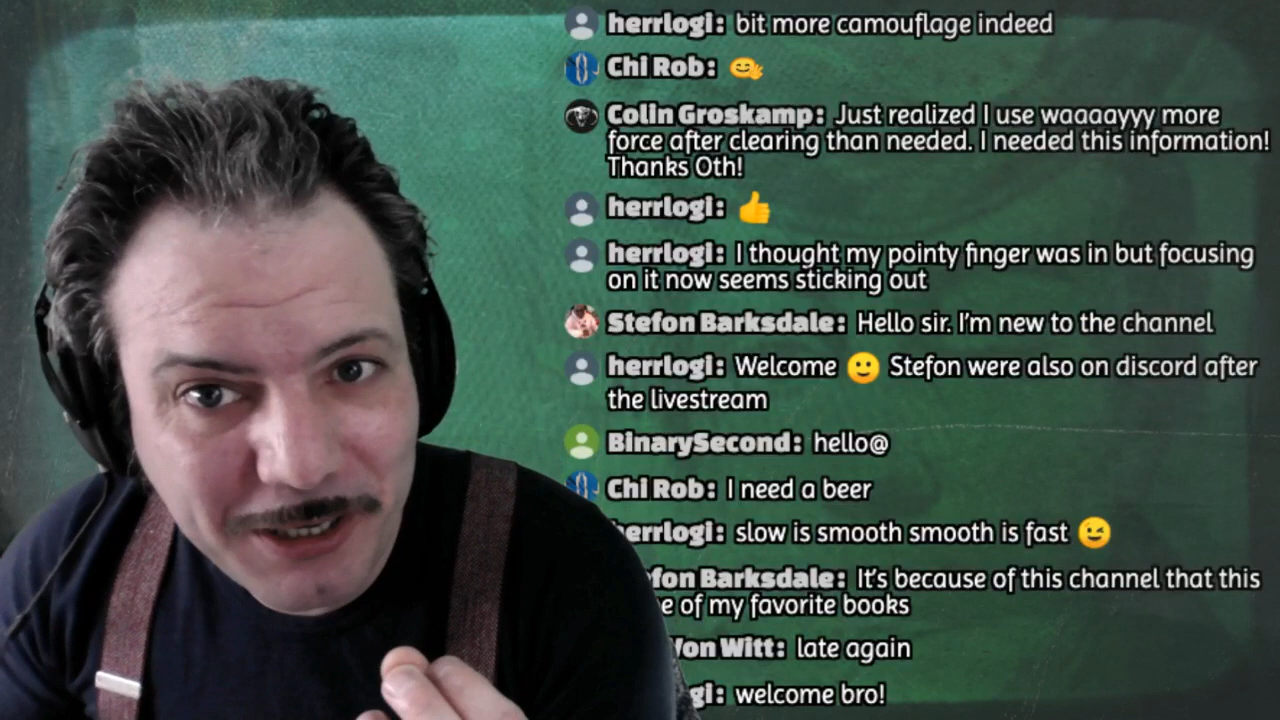 herrlogi: bit more camouflage indeed
Chi Rob: 😊👋
Colin Groskamp: Just realized I use waaaayyy more
force after clearing than needed. I needed this information!
Thanks Oth!
herrlogi: 👍
herrlogi: I thought my pointy finger was in but focusing
on it now seems sticking out
Stefon Barksdale: Hello sir. I'm new to the channel
herrlogi: Welcome 🙂 Stefon were also on discord after
the livestream
BinarySecond: hello@
Chi Rob: I need a beer
herrlogi: slow is smooth smooth is fast 😉
Barksdale: It's because of this channel that this
of my favorite books
Von Witt: late again
gi: welcome bro!